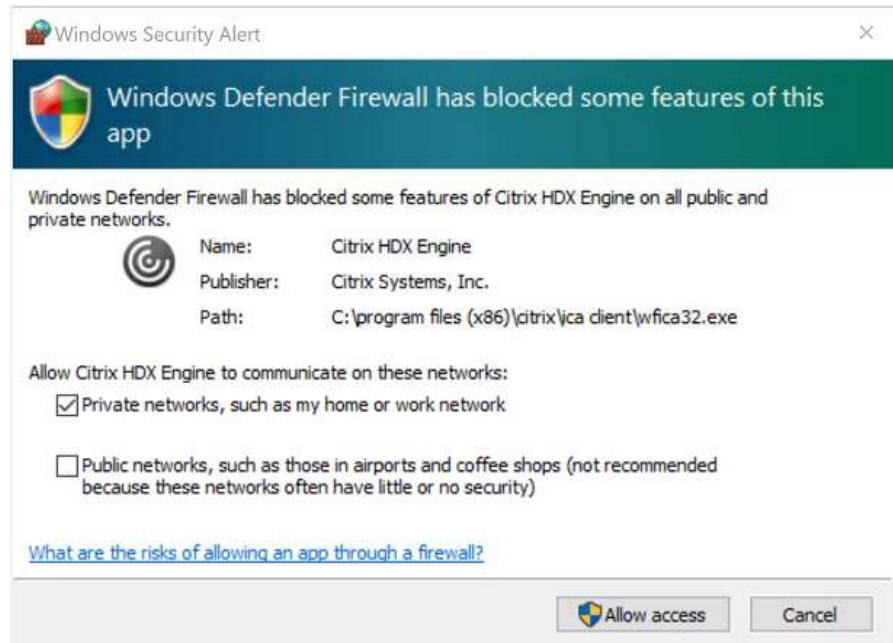 Windows Security Alert
Windows Defender Firewall has blocked some features of this
app
Windows Defender Firewall has blocked some features of Citrix HDX Engine on all public and
private networks.
Name: Citrix HDX Engine
Publisher: Citrix Systems, Inc.
Path: C:\program files (x86)\citrix\ica client\wfica32.exe
Allow Citrix HDX Engine to communicate on these networks:
Private networks, such as my home or work network
Public networks, such as those in airports and coffee shops (not recommended
because these networks often have little or no security)
What are the risks of allowing an app through a firewall?
Allow access Cancel